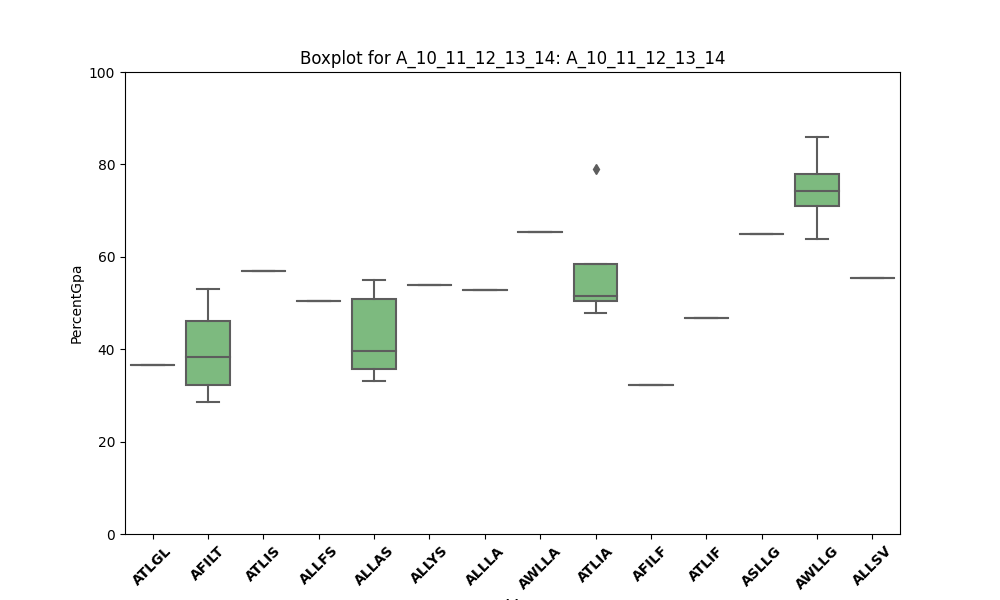 Boxplot for A_10_11_12_13_14: A_10_11_12_13_14
100
80
60
40
20
0
PercentGpa
ATLGL
AFILT
ATLIS
ALLFS
ALLAS
ALLYS
ALLLA
AWLLA
ATLIA
AFILF
ATLIF
ASLLG
AWLLG
ALLSV